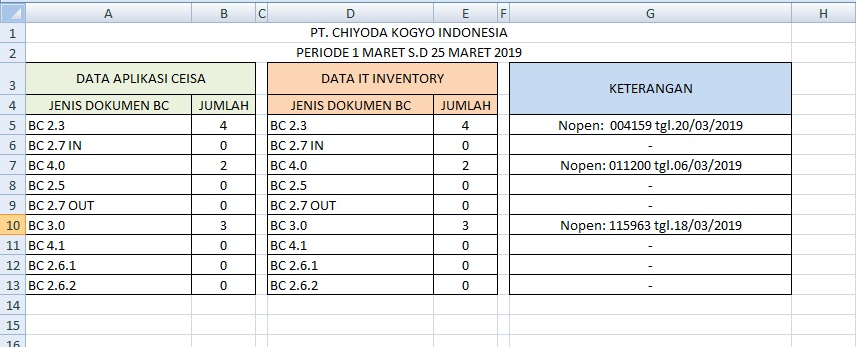 A B C D E F G H
1 PT. CHIYODA KOGYO INDONESIA
2 PERIODE 1 MARET S.D 25 MARET 2019
3 DATA APLIKASI CEISA DATA IT INVENTORY KETERANGAN
4 JENIS DOKUMEN BC JUMLAH JENIS DOKUMEN BC JUMLAH
5 BC 2.3 4 BC 2.3 4 Nopen: 004159 tgl.20/03/2019
6 BC 2.7 IN 0 BC 2.7 IN 0 -
7 BC 4.0 2 BC 4.0 2 Nopen: 011200 tgl.06/03/2019
8 BC 2.5 0 BC 2.5 0 -
9 BC 2.7 OUT 0 BC 2.7 OUT 0 -
10 BC 3.0 3 BC 3.0 3 Nopen: 115963 tgl.18/03/2019
11 BC 4.1 0 BC 4.1 0 -
12 BC 2.6.1 0 BC 2.6.1 0 -
13 BC 2.6.2 0 BC 2.6.2 0 -
14
15
16